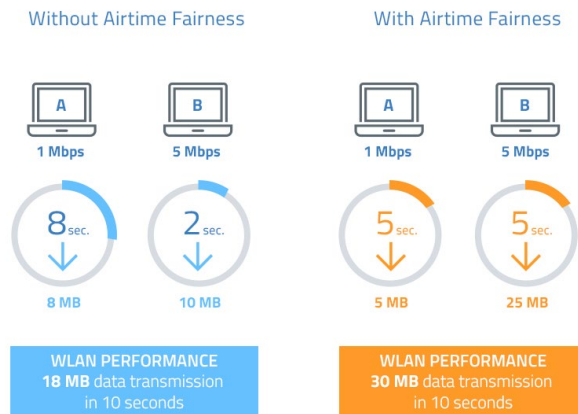 Without Airtime Fairness
With Airtime Fairness
A
B
A
B
1 Mbps
5 Mbps
1 Mbps
5 Mbps
8 sec.
2 sec.
5 sec.
5 sec.
8 MB
10 MB
5 MB
25 MB
WLAN PERFORMANCE
18 MB data transmission
in 10 seconds
WLAN PERFORMANCE
30 MB data transmission
in 10 seconds